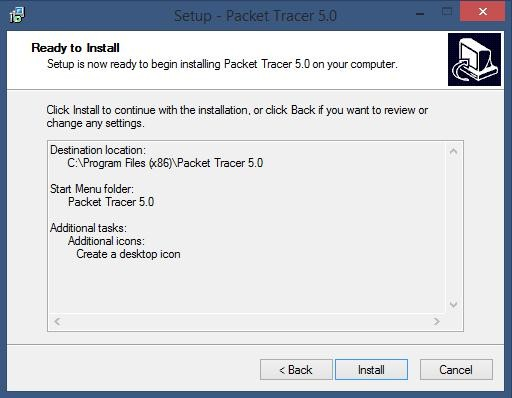 Setup - Packet Tracer 5.0
Ready to Install
Setup is now ready to begin installing Packet Tracer 5.0 on your computer.
Click Install to continue with the installation, or click Back if you want to review or
change any settings.
Destination location:
C:\Program Files (x86)\Packet Tracer 5.0
Start Menu folder:
Packet Tracer 5.0
Additional tasks:
Additional icons:
Create a desktop icon
< Back
Install
Cancel